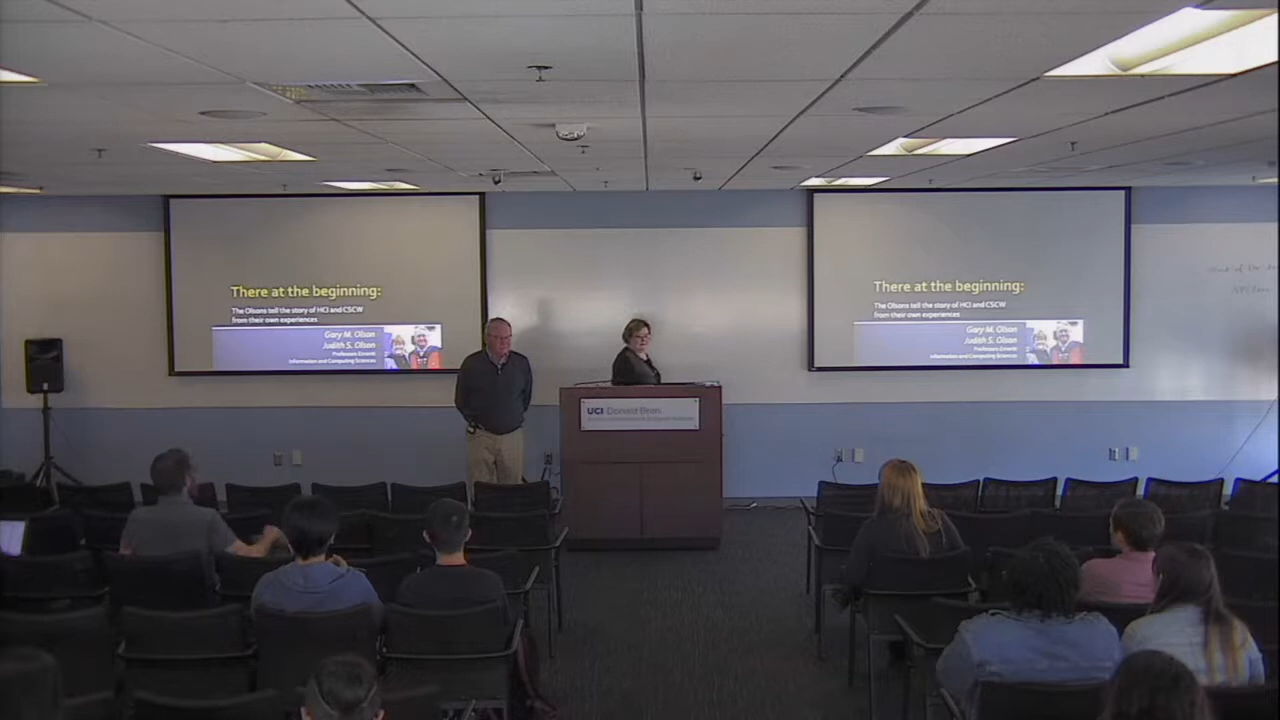 There at the beginning:
The Olsons tell the story of HCI and CSCW
from their own experiences
Gary M. Olson
Judith S. Olson
Professors Emeriti
Information and Computing Sciences
There at the beginning:
The Olsons tell the story of HCI and CSCW
from their own experiences
Gary M. Olson
Judith S. Olson
Professors Emeriti
Information and Computing Sciences
UCI Donald Bren